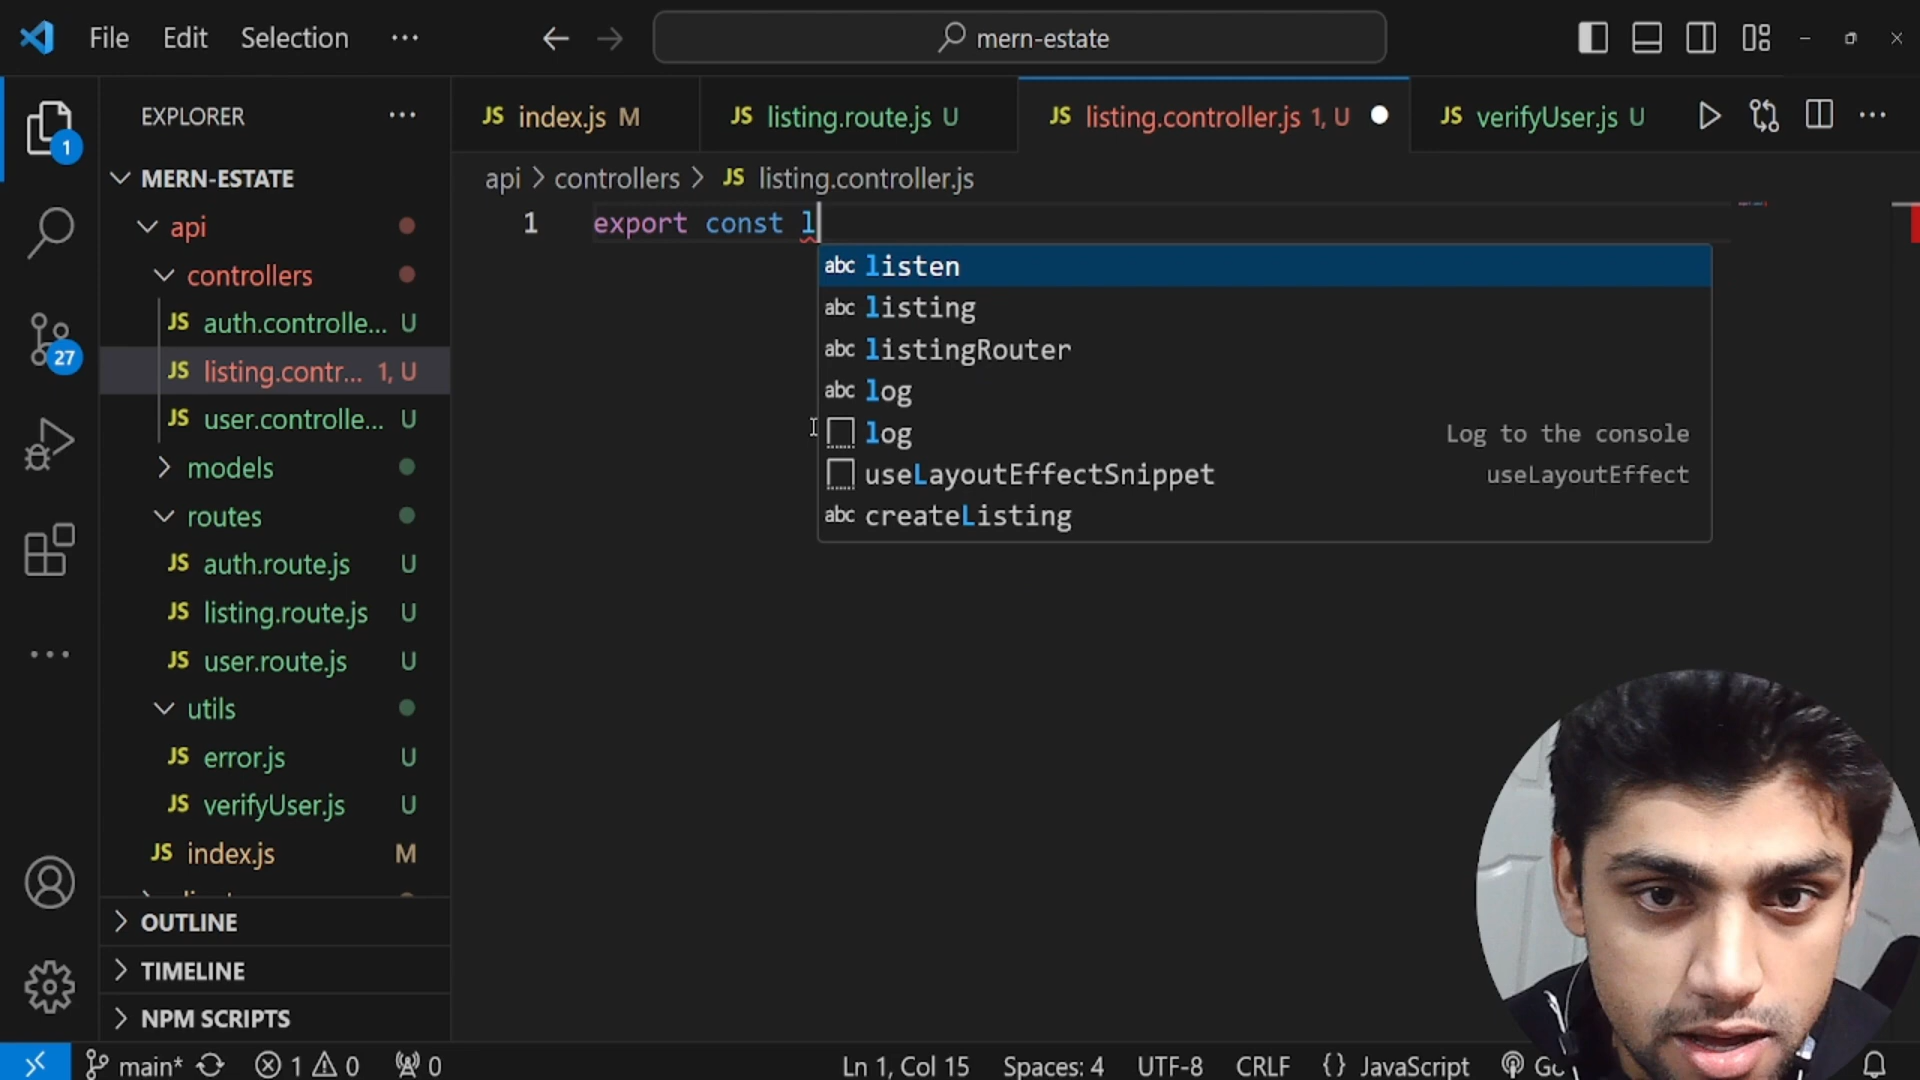 File Edit Selection ··· mern-estate
EXPLORER ···
JS index.js M JS listing.route.js U JS listing.controller.js 1, U JS verifyUser.js U ···
MERN-ESTATE
api > controllers > JS listing.controller.js
1 export const l
api
controllers
JS auth.controlle... U
JS listing.contr... 1, U
JS user.controlle... U
models
routes
JS auth.route.js U
JS listing.route.js U
JS user.route.js U
utils
JS error.js U
JS verifyUser.js U
JS index.js M
OUTLINE
TIMELINE
NPM SCRIPTS
1
27
abc listen
abc listing
abc listingRouter
abc log
log Log to the console
useLayoutEffectSnippet useLayoutEffect
abc createListing
main* 1 0 0 Ln 1, Col 15 Spaces: 4 UTF-8 CRLF {} JavaScript